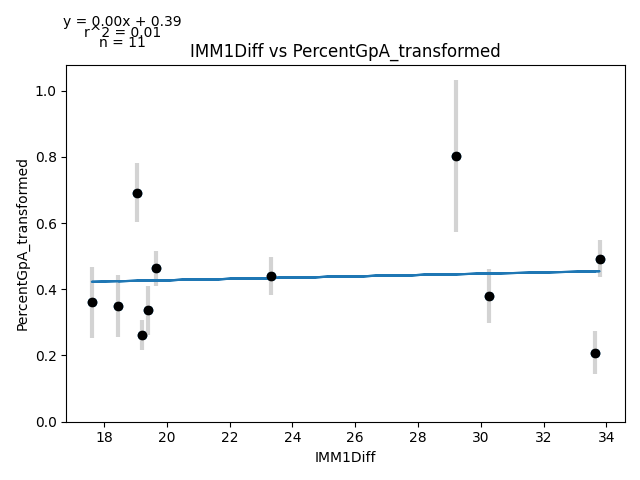 y = 0.00x + 0.39
r^2 = 0.01
n = 11
IMM1Diff vs PercentGpA_transformed
PercentGpA_transformed
1.0
0.8
0.6
0.4
0.2
0.0
18 20 22 24 26 28 30 32 34
IMM1Diff